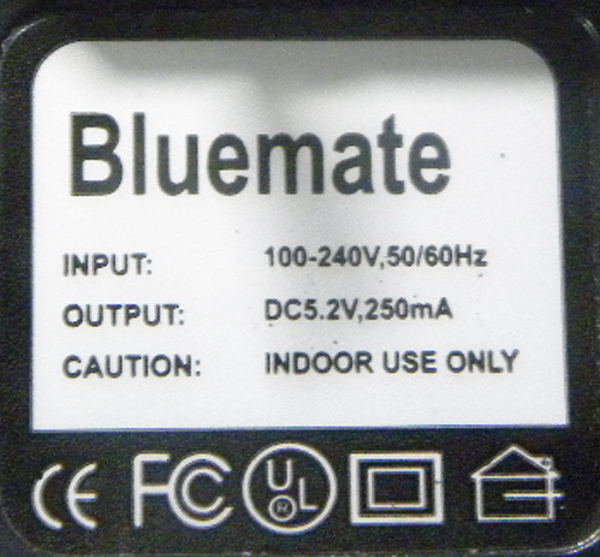 Bluemate
INPUT: 100-240V,50/60Hz
OUTPUT: DC5.2V,250mA
CAUTION: INDOOR USE ONLY
CE FC UL ®